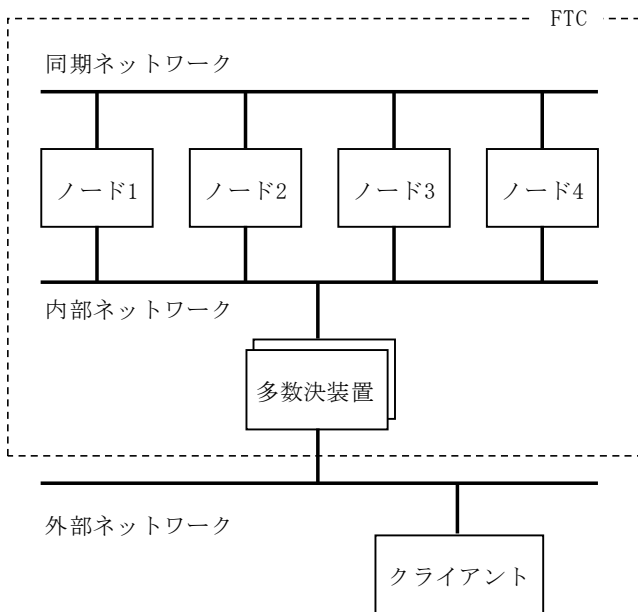 FTC
同期ネットワーク
ノード1
ノード2
ノード3
ノード4
内部ネットワーク
多数決装置
外部ネットワーク
クライアント